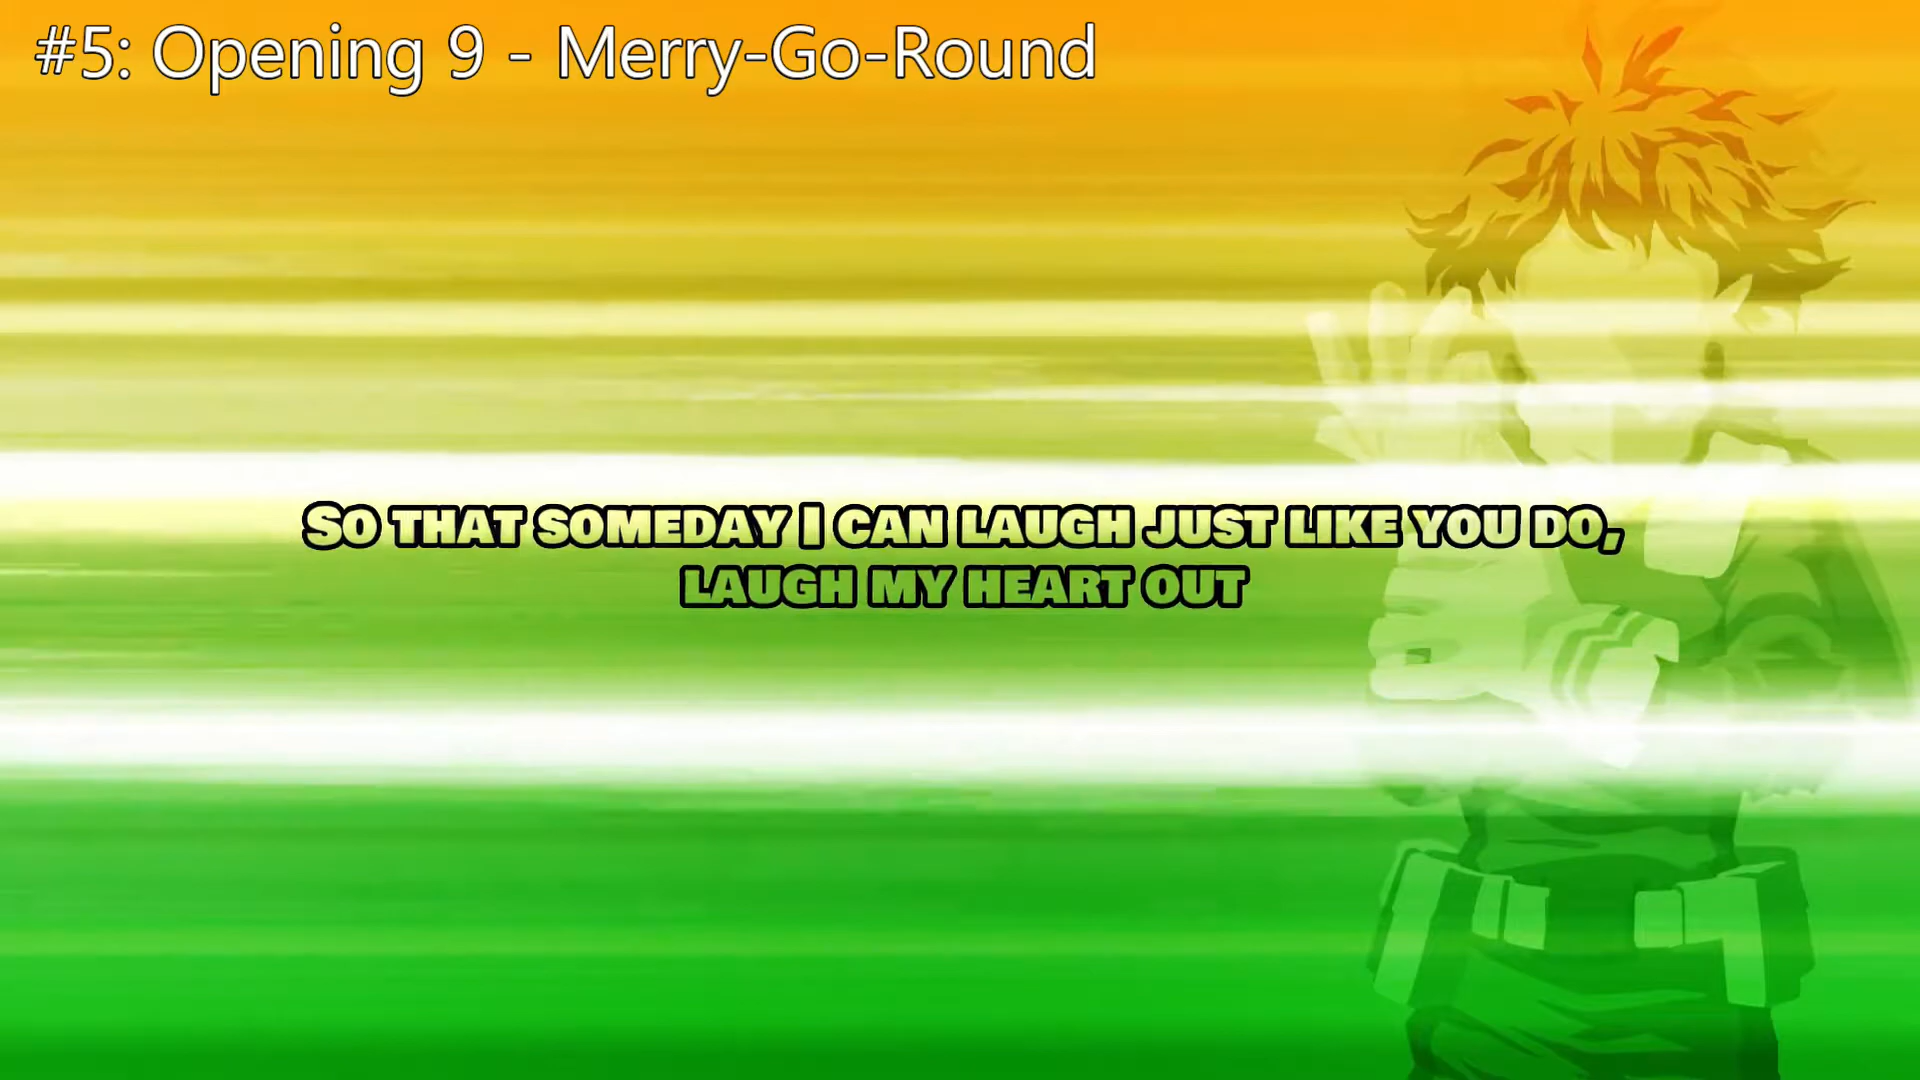 #5: Opening 9 - Merry-Go-Round
So that someday I can laugh just like you do,
laugh my heart out